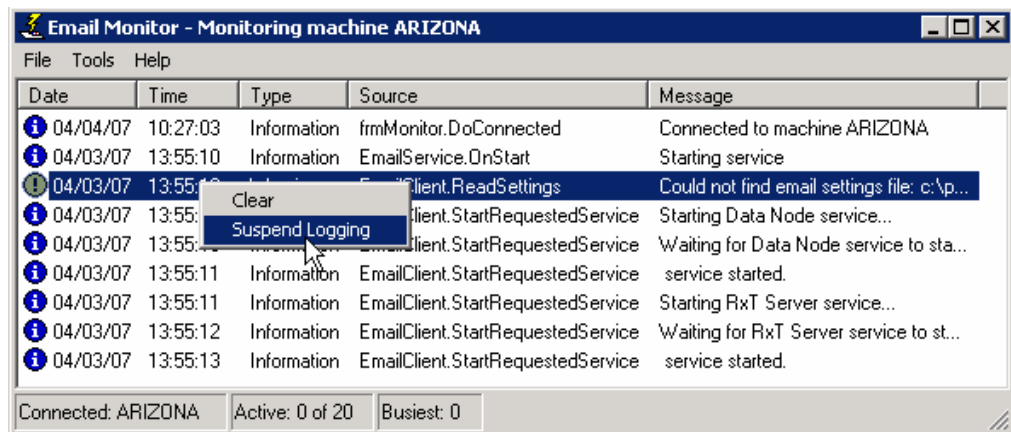 Email Monitor - Monitoring machine ARIZONA
File Tools Help
Date Time Type Source Message
04/04/07 10:27:03 Information frmMonitor.DoConnected Connected to machine ARIZONA
04/03/07 13:55:10 Information EmailService.OnStart Starting service
04/03/07 13:55: Client.ReadSettings Could not find email settings file: c:\p...
Clear
04/03/07 13:55: Client.StartRequestedService Starting Data Node service...
Suspend Logging
04/03/07 13:55: Client.StartRequestedService Waiting for Data Node service to sta...
04/03/07 13:55:11 Information EmailClient.StartRequestedService service started.
04/03/07 13:55:11 Information EmailClient.StartRequestedService Starting RxT Server service...
04/03/07 13:55:12 Information EmailClient.StartRequestedService Waiting for RxT Server service to st...
04/03/07 13:55:13 Information EmailClient.StartRequestedService service started.
Connected: ARIZONA Active: 0 of 20 Busiest: 0